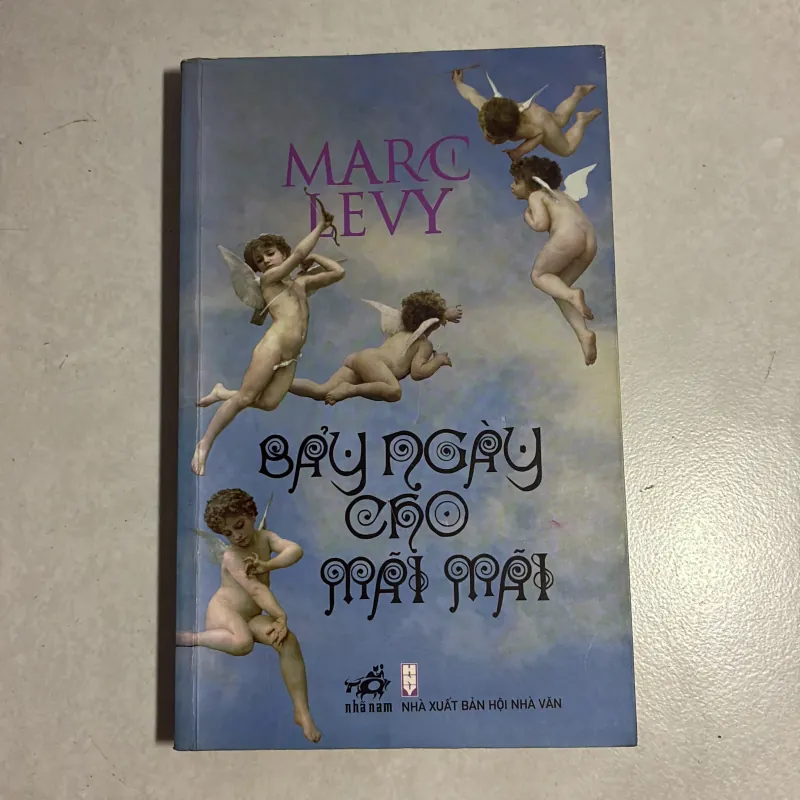 MARC
LEVY
BẢY NGÀY
CHO
MÃI MÃI
nhã nam
NHÀ XUẤT BẢN HỘI NHÀ VĂN